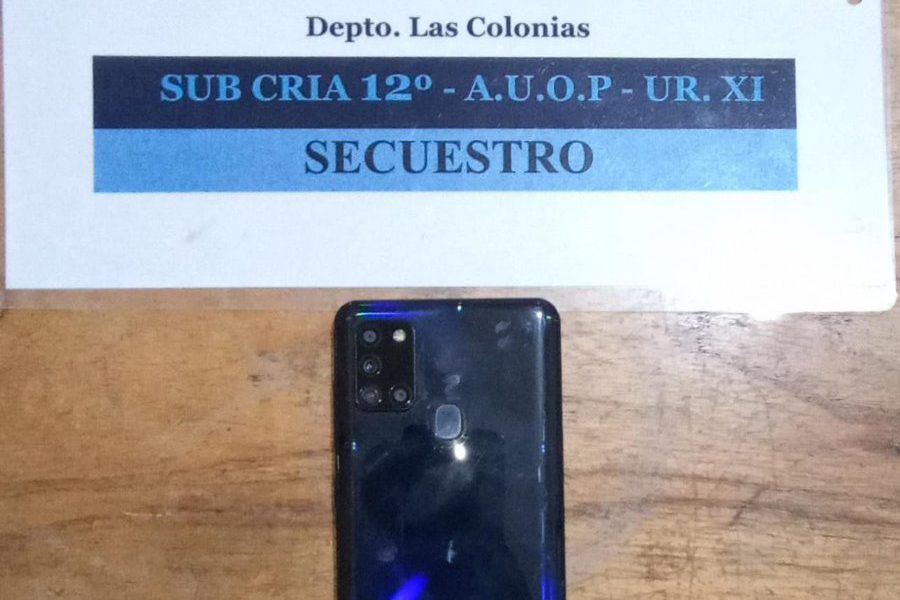 Depto. Las Colonias
SUB CRIA 12º - A.U.O.P - UR. XI
SECUESTRO